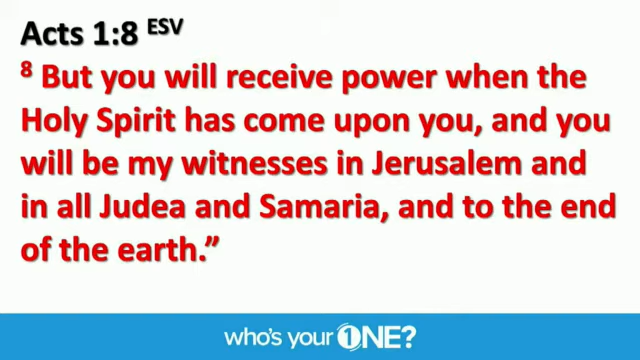 Acts 1:8 ESV
8 But you will receive power when the
Holy Spirit has come upon you, and you
will be my witnesses in Jerusalem and
in all Judea and Samaria, and to the end
of the earth.”
who's your 1NE?